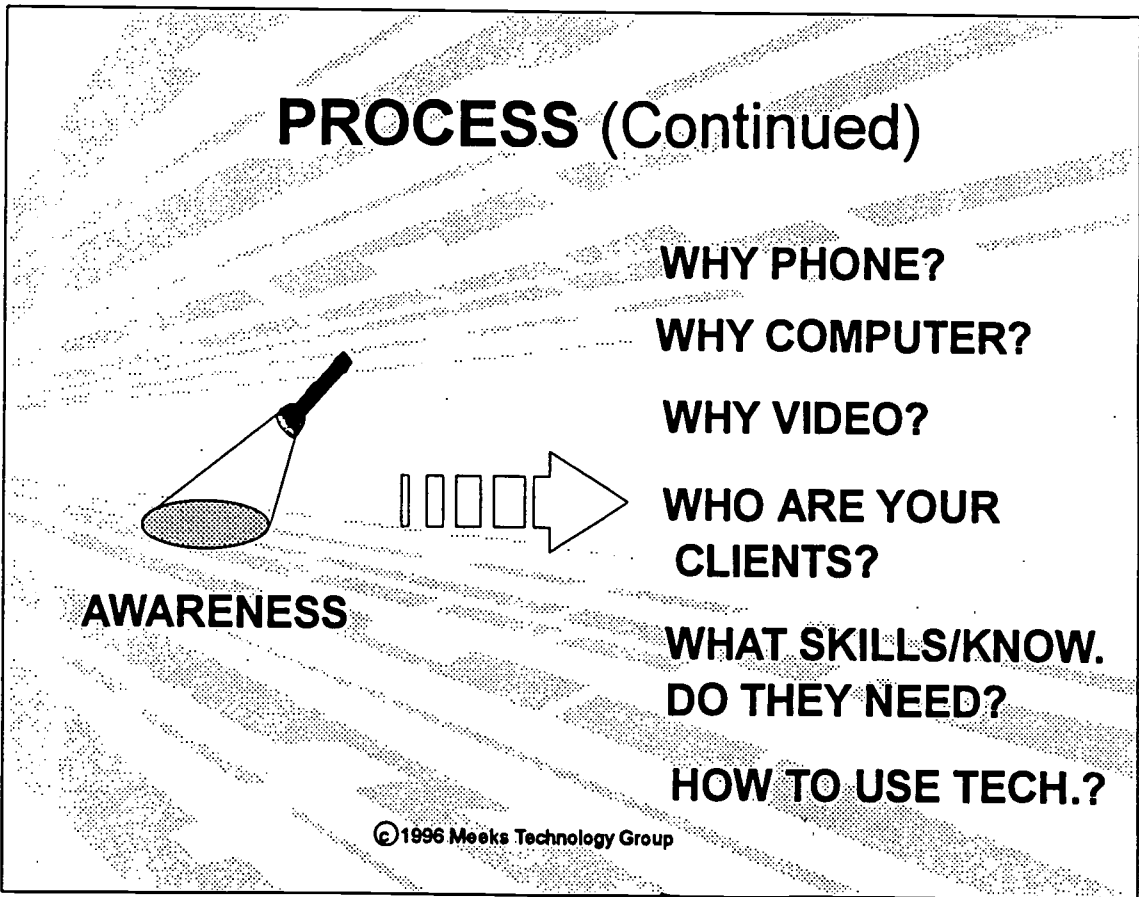 PROCESS (Continued)
WHY PHONE?
WHY COMPUTER?
WHY VIDEO?
WHO ARE YOUR
CLIENTS?
AWARENESS
WHAT SKILLS/KNOW.
DO THEY NEED?
HOW TO USE TECH.?
©1996 Meeks Technology Group